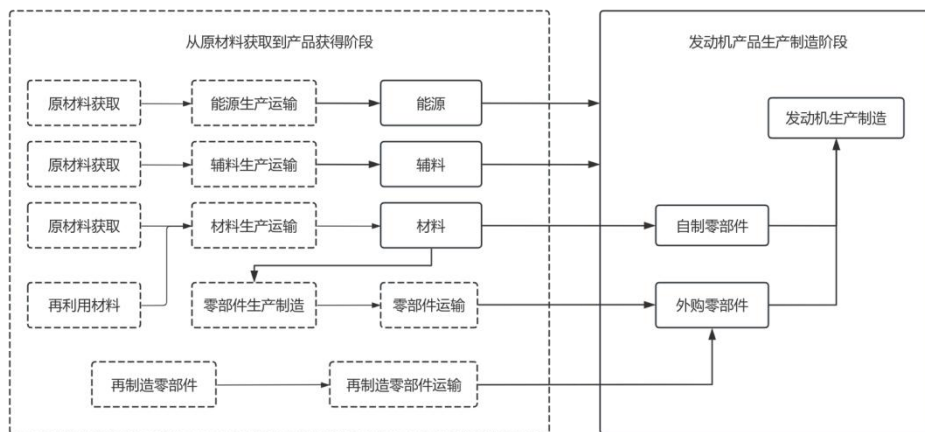 从原材料获取到产品获得阶段
发动机产品生产制造阶段
原材料获取
能源生产运输
能源
发动机生产制造
原材料获取
辅料生产运输
辅料
原材料获取
材料生产运输
材料
自制零部件
再利用材料
零部件生产制造
零部件运输
外购零部件
再制造零部件
再制造零部件运输